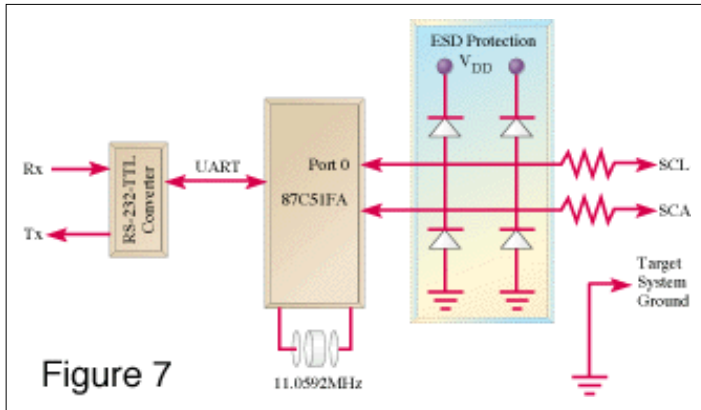 ESD Protection
VDD
Rx
Tx
RS-232-TTL
Converter
UART
Port 0
87C51FA
SCL
SCA
Target
System
Ground
11.0592MHz
Figure 7